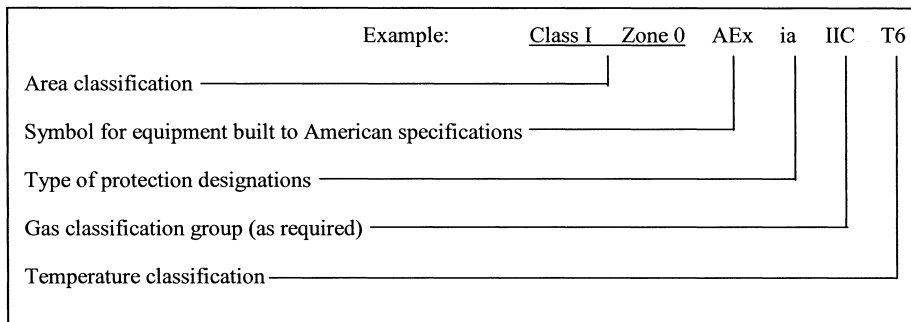 Example: Class I Zone 0 AEx ia IIC T6
Area classification
Symbol for equipment built to American specifications
Type of protection designations
Gas classification group (as required)
Temperature classification